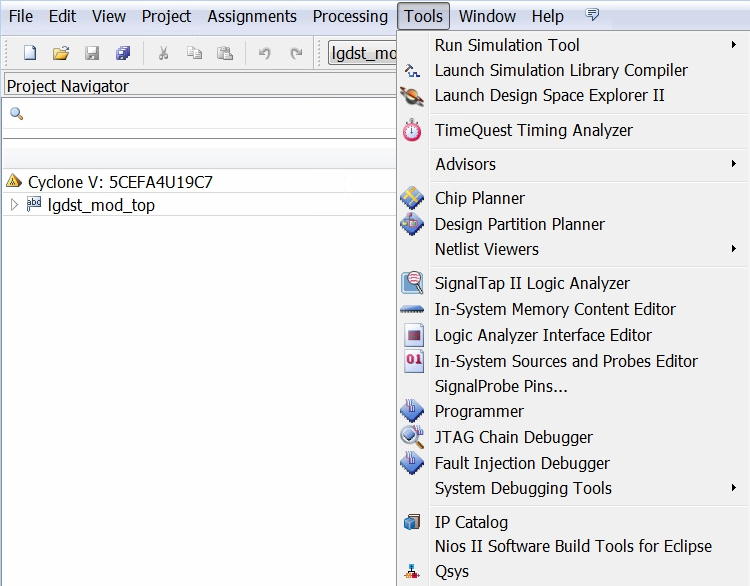 File Edit View Project Assignments Processing Tools Window Help
lgdst_mo
Project Navigator
Cyclone V: 5CEFA4U19C7
abd lgdst_mod_top
Run Simulation Tool
Launch Simulation Library Compiler
Launch Design Space Explorer II
TimeQuest Timing Analyzer
Advisors
Chip Planner
Design Partition Planner
Netlist Viewers
SignalTap II Logic Analyzer
In-System Memory Content Editor
Logic Analyzer Interface Editor
01 In-System Sources and Probes Editor
SignalProbe Pins...
Programmer
JTAG Chain Debugger
Fault Injection Debugger
System Debugging Tools
IP Catalog
Nios II Software Build Tools for Eclipse
Qsys